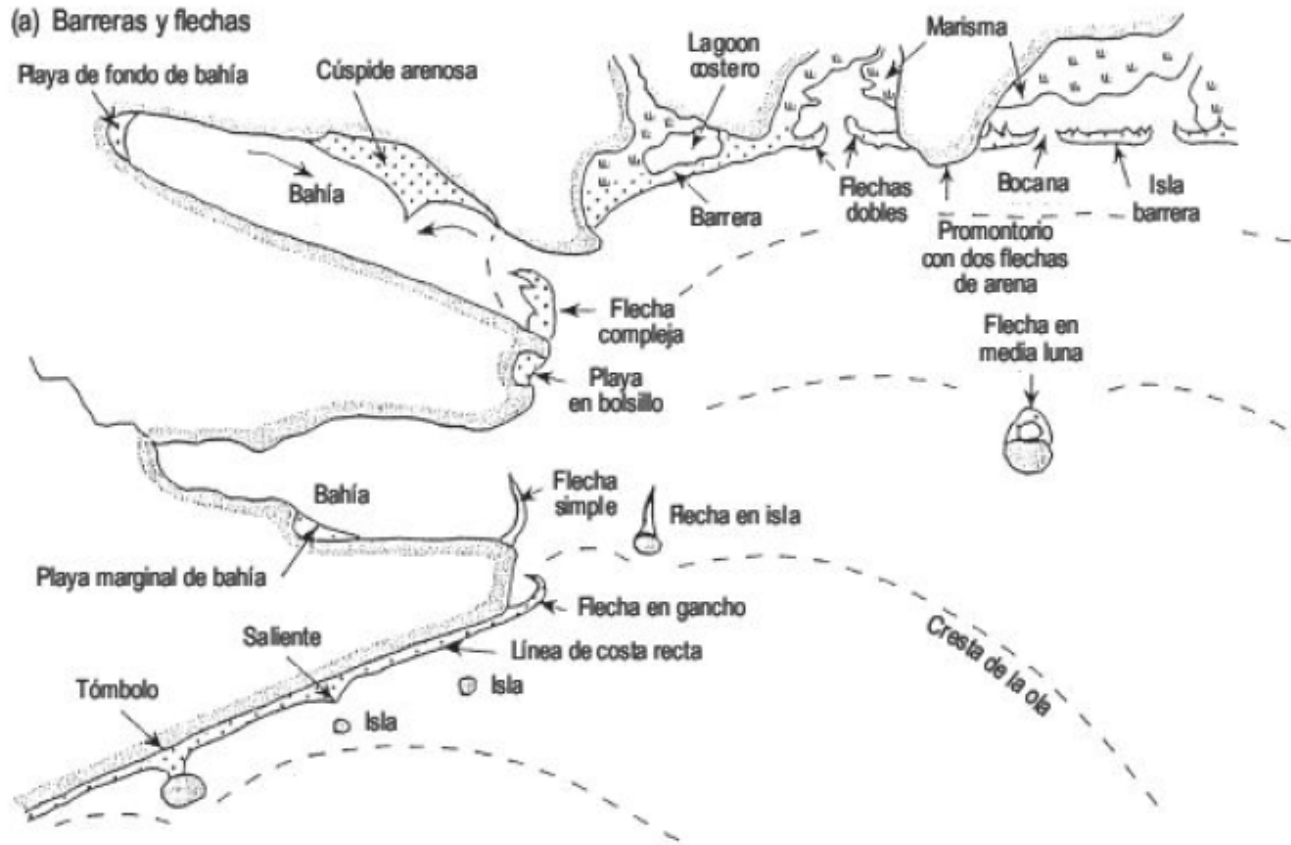 (a) Barreras y flechas
Playa de fondo de bahía
Cúspide arenosa
Lagoon
costero
Marisma
Bahía
Barrera
Flechas
dobles
Bocana
Isla
barrera
Promontorio
con dos flechas
de arena
Flecha
compleja
Flecha en
media luna
Playa
en bolsillo
Bahía
Flecha
simple
Flecha en isla
Playa marginal de bahía
Flecha en gancho
Saliente
Línea de costa recta
Tómbolo
Isla
Isla
Cresta de la ola